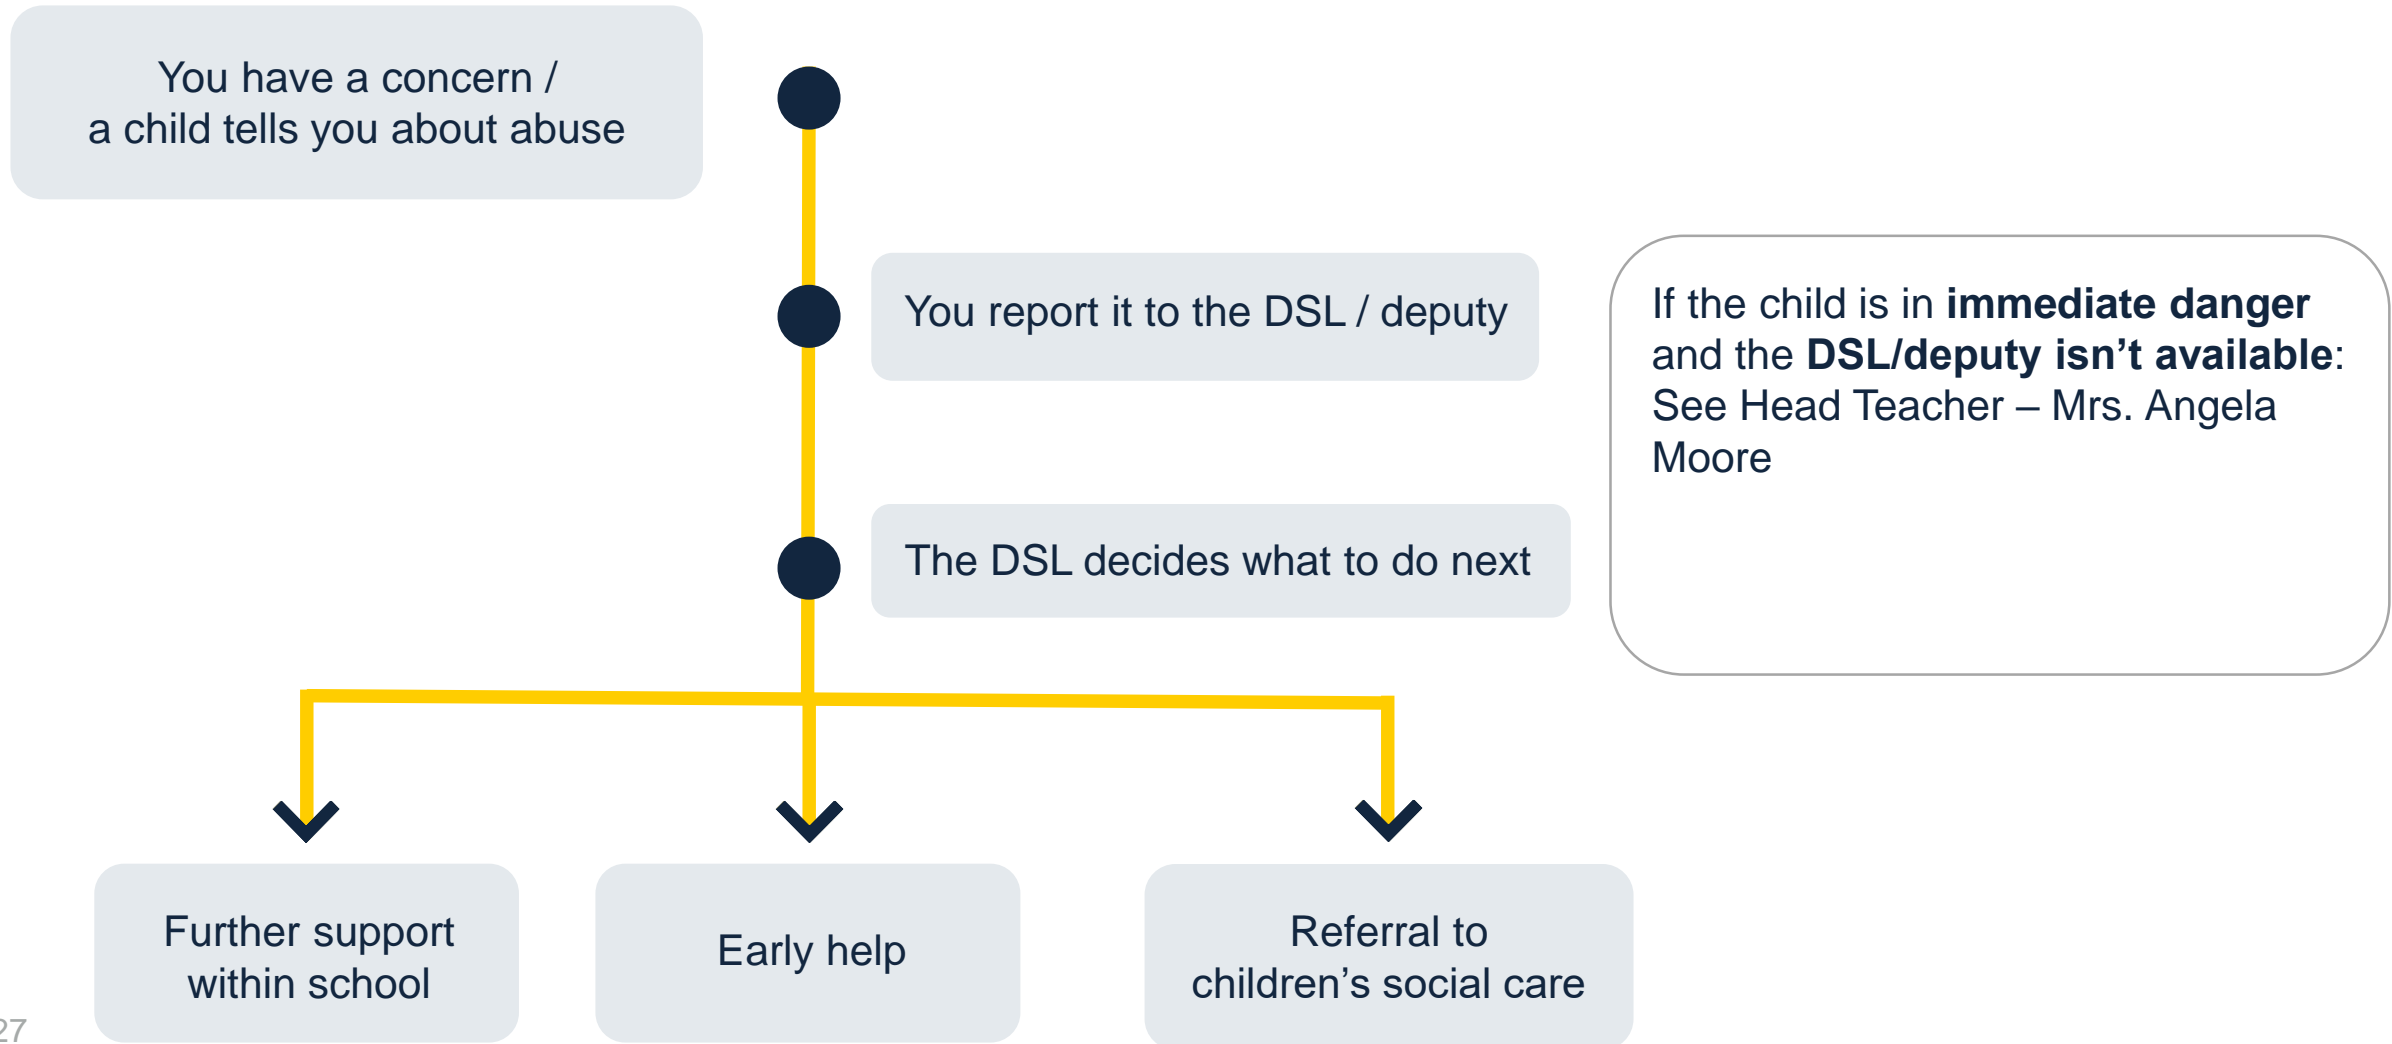 You have a concern /
a child tells you about abuse
You report it to the DSL / deputy
If the child is in immediate danger
and the DSL/deputy isn’t available:
See Head Teacher – Mrs. Angela
Moore
The DSL decides what to do next
Further support
within school
Early help
Referral to
children’s social care
27